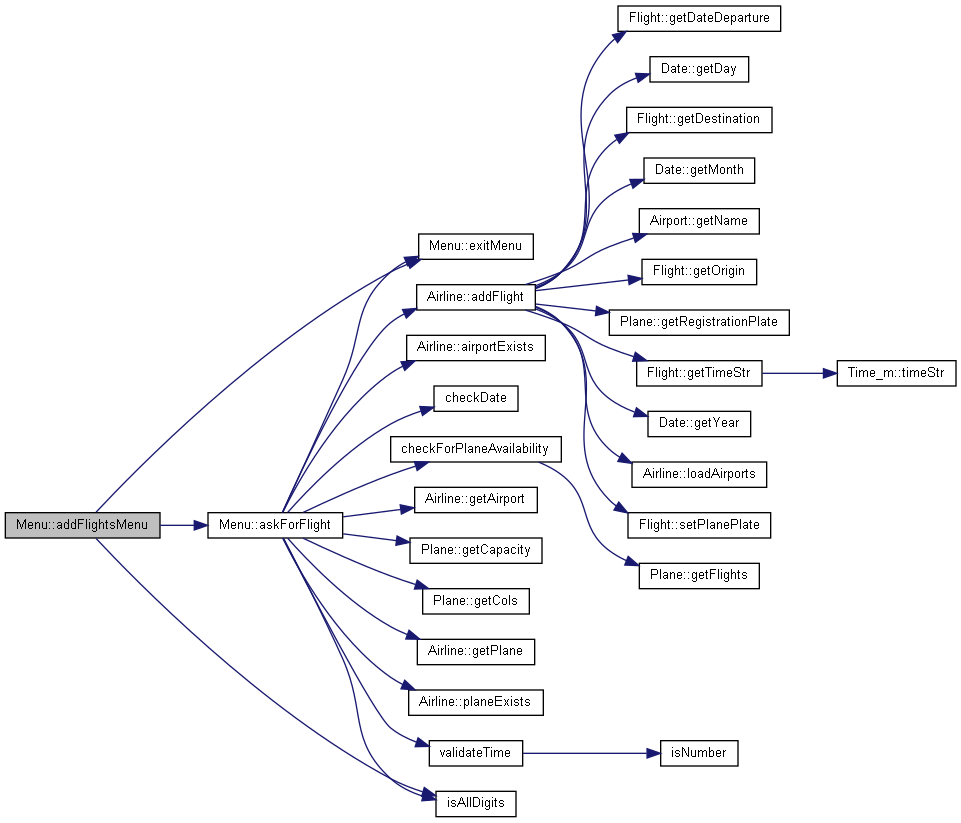 Menu::addFlightsMenu
Menu::askForFlight
Menu::exitMenu
Airline::addFlight
Airline::airportExists
checkDate
checkForPlaneAvailability
Airline::getAirport
Plane::getCapacity
Plane::getCols
Airline::getPlane
Airline::planeExists
validateTime
isAllDigits
Flight::getDateDeparture
Date::getDay
Flight::getDestination
Date::getMonth
Airport::getName
Flight::getOrigin
Plane::getRegistrationPlate
Flight::getTimeStr
Date::getYear
Airline::loadAirports
Flight::setPlanePlate
Plane::getFlights
isNumber
Time_m::timeStr